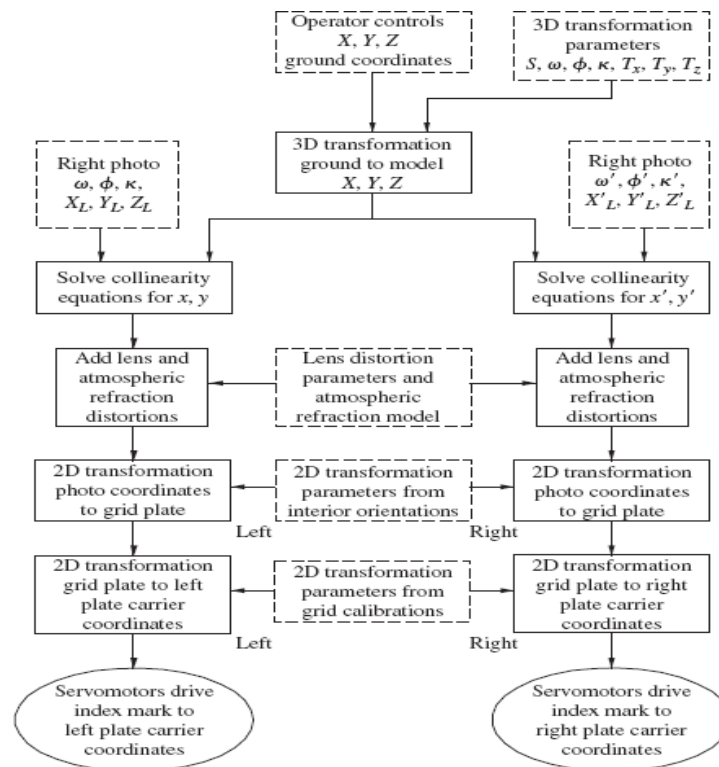 Operator controls
X, Y, Z
ground coordinates
3D transformation
parameters
S, ω, ϕ, κ, Tx, Ty, Tz
3D transformation
ground to model
X, Y, Z
Right photo
ω, ϕ, κ,
XL, YL, ZL
Right photo
ω′, ϕ′, κ′,
X′L, Y′L, Z′L
Solve collinearity
equations for x, y
Solve collinearity
equations for x′, y′
Add lens and
atmospheric
refraction
distortions
Lens distortion
parameters and
atmospheric
refraction model
Add lens and
atmospheric
refraction
distortions
2D transformation
photo coordinates
to grid plate
2D transformation
parameters from
interior orientations
2D transformation
photo coordinates
to grid plate
Left
Right
2D transformation
grid plate to left
plate carrier
coordinates
2D transformation
parameters from
grid calibrations
2D transformation
grid plate to right
plate carrier
coordinates
Left
Right
Servomotors drive
index mark to
left plate carrier
coordinates
Servomotors drive
index mark to
right plate carrier
coordinates